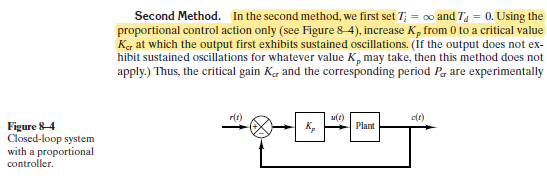 Second Method. In the second method, we first set Tᵢ = ∞ and T_d = 0. Using the
proportional control action only (see Figure 8–4), increase K_p from 0 to a critical value
K_cr at which the output first exhibits sustained oscillations. (If the output does not ex-
hibit sustained oscillations for whatever value K_p may take, then this method does not
apply.) Thus, the critical gain K_cr and the corresponding period P_cr are experimentally
Figure 8–4
Closed-loop system
with a proportional
controller.
r(t)
+
−
K_p
u(t)
Plant
c(t)